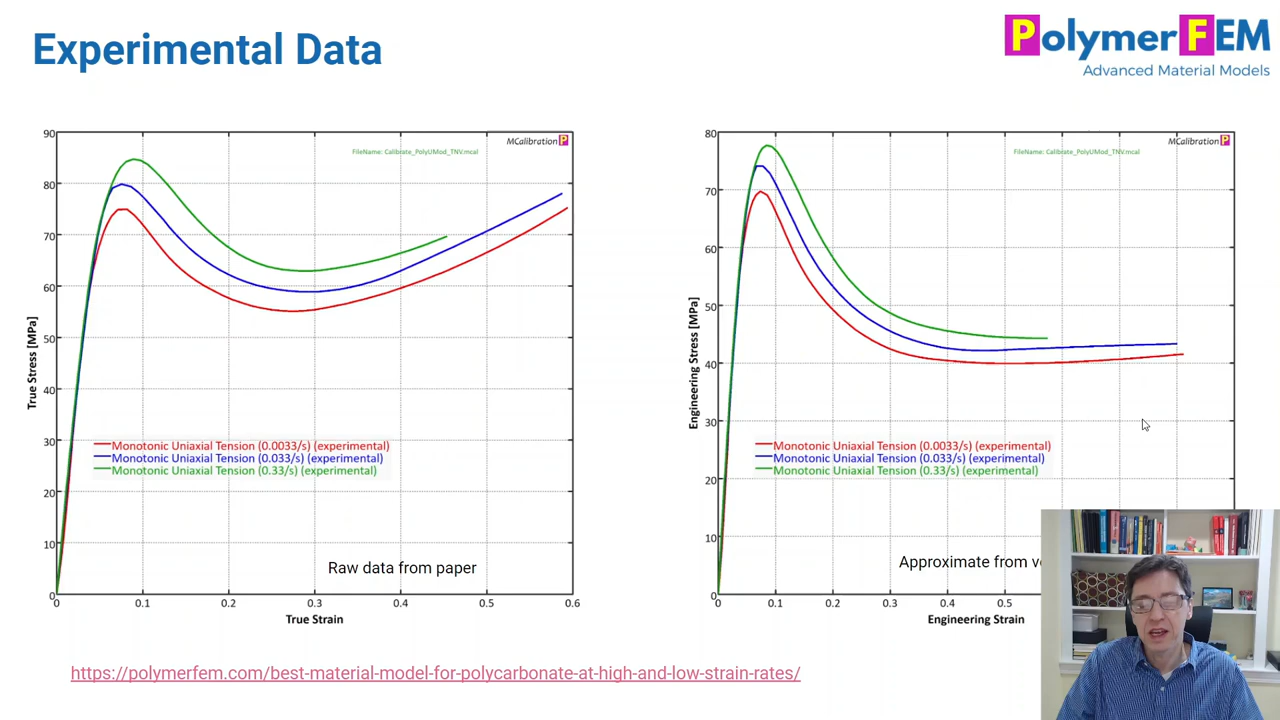 Experimental Data
PolymerFEM
Advanced Material Models
90
80
70
60
50
40
30
20
10
0
True Stress [MPa]
MCalibration P
FileName: Calibrate_PolyUMod_TNV.mcal
Monotonic Uniaxial Tension (0.0033/s) (experimental)
Monotonic Uniaxial Tension (0.033/s) (experimental)
Monotonic Uniaxial Tension (0.33/s) (experimental)
Raw data from paper
0 0.1 0.2 0.3 0.4 0.5 0.6
True Strain
80
70
60
50
40
30
20
10
0
Engineering Stress [MPa]
MCalibration P
FileName: Calibrate_PolyUMod_TNV.mcal
Monotonic Uniaxial Tension (0.0033/s) (experimental)
Monotonic Uniaxial Tension (0.033/s) (experimental)
Monotonic Uniaxial Tension (0.33/s) (experimental)
Approximate from
0 0.1 0.2 0.3 0.4 0.5
Engineering Strain
https://polymerfem.com/best-material-model-for-polycarbonate-at-high-and-low-strain-rates/